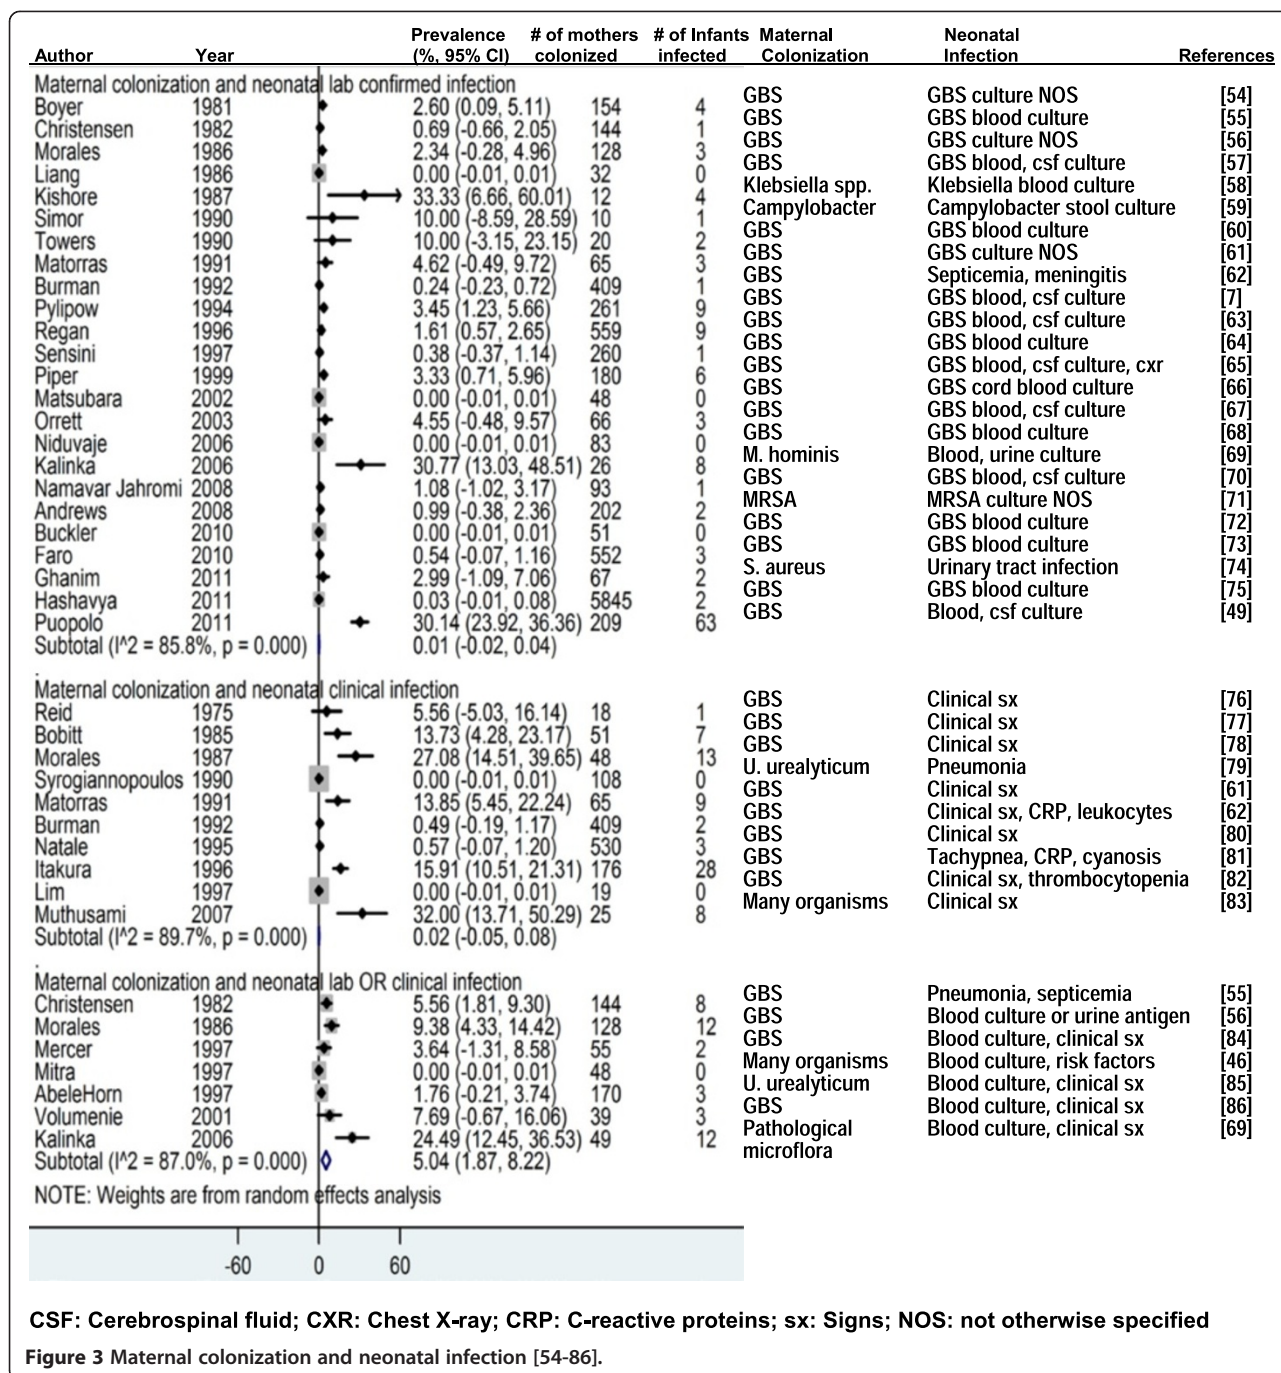 Author Year Prevalence (%, 95% CI) # of mothers colonized # of Infants infected Maternal Colonization Neonatal Infection References
Maternal colonization and neonatal lab confirmed infection
Boyer 1981 2.60 (0.09, 5.11) 154 4 GBS GBS culture NOS [54]
Christensen 1982 0.69 (-0.66, 2.05) 144 1 GBS GBS blood culture [55]
Morales 1986 2.34 (-0.28, 4.96) 128 3 GBS GBS culture NOS [56]
Liang 1986 0.00 (-0.01, 0.01) 32 0 GBS GBS blood, csf culture [57]
Kishore 1987 33.33 (6.66, 60.01) 12 4 Klebsiella spp. Klebsiella blood culture [58]
Simor 1990 10.00 (-8.59, 28.59) 10 1 Campylobacter Campylobacter stool culture [59]
Towers 1990 10.00 (-3.15, 23.15) 20 2 GBS GBS blood culture [60]
Matorras 1991 4.62 (-0.49, 9.72) 65 3 GBS GBS culture NOS [61]
Burman 1992 0.24 (-0.23, 0.72) 409 1 GBS Septicemia, meningitis [62]
Pylipow 1994 3.45 (1.23, 5.66) 261 9 GBS GBS blood, csf culture [7]
Regan 1996 1.61 (0.57, 2.65) 559 9 GBS GBS blood, csf culture [63]
Sensini 1997 0.38 (-0.37, 1.14) 260 1 GBS GBS blood culture [64]
Piper 1999 3.33 (0.71, 5.96) 180 6 GBS GBS blood, csf culture, cxr [65]
Matsubara 2002 0.00 (-0.01, 0.01) 48 0 GBS GBS cord blood culture [66]
Orrett 2003 4.55 (-0.48, 9.57) 66 3 GBS GBS blood, csf culture [67]
Niduvaje 2006 0.00 (-0.01, 0.01) 83 0 GBS GBS blood culture [68]
Kalinka 2006 30.77 (13.03, 48.51) 26 8 M. hominis Blood, urine culture [69]
Namavar Jahromi 2008 1.08 (-1.02, 3.17) 93 1 GBS GBS blood, csf culture [70]
Andrews 2008 0.99 (-0.38, 2.36) 202 2 MRSA MRSA culture NOS [71]
Buckler 2010 0.00 (-0.01, 0.01) 51 0 GBS GBS blood culture [72]
Faro 2010 0.54 (-0.07, 1.16) 552 3 GBS GBS blood culture [73]
Ghanim 2011 2.99 (-1.09, 7.06) 67 2 S. aureus Urinary tract infection [74]
Hashavya 2011 0.03 (-0.01, 0.08) 5845 2 GBS GBS blood culture [75]
Puopolo 2011 30.14 (23.92, 36.36) 209 63 GBS Blood, csf culture [49]
Subtotal (I^2 = 85.8%, p = 0.000) 0.01 (-0.02, 0.04)
.
Maternal colonization and neonatal clinical infection
Reid 1975 5.56 (-5.03, 16.14) 18 1 GBS Clinical sx [76]
Bobitt 1985 13.73 (4.28, 23.17) 51 7 GBS Clinical sx [77]
Morales 1987 27.08 (14.51, 39.65) 48 13 GBS Clinical sx [78]
Syrogiannopoulos 1990 0.00 (-0.01, 0.01) 108 0 U. urealyticum Pneumonia [79]
Matorras 1991 13.85 (5.45, 22.24) 65 9 GBS Clinical sx [61]
Burman 1992 0.49 (-0.19, 1.17) 409 2 GBS Clinical sx, CRP, leukocytes [62]
Natale 1995 0.57 (-0.07, 1.20) 530 3 GBS Clinical sx [80]
Itakura 1996 15.91 (10.51, 21.31) 176 28 GBS Tachypnea, CRP, cyanosis [81]
Lim 1997 0.00 (-0.01, 0.01) 19 0 GBS Clinical sx, thrombocytopenia [82]
Muthusami 2007 32.00 (13.71, 50.29) 25 8 Many organisms Clinical sx [83]
Subtotal (I^2 = 89.7%, p = 0.000) 0.02 (-0.05, 0.08)
.
Maternal colonization and neonatal lab OR clinical infection
Christensen 1982 5.56 (1.81, 9.30) 144 8 GBS Pneumonia, septicemia [55]
Morales 1986 9.38 (4.33, 14.42) 128 12 GBS Blood culture or urine antigen [56]
Mercer 1997 3.64 (-1.31, 8.58) 55 2 GBS Blood culture, clinical sx [84]
Mitra 1997 0.00 (-0.01, 0.01) 48 0 Many organisms Blood culture, risk factors [46]
AbeleHorn 1997 1.76 (-0.21, 3.74) 170 3 U. urealyticum Blood culture, clinical sx [85]
Volumenie 2001 7.69 (-0.67, 16.06) 39 3 GBS Blood culture, clinical sx [86]
Kalinka 2006 24.49 (12.45, 36.53) 49 12 Pathological microflora Blood culture, clinical sx [69]
Subtotal (I^2 = 87.0%, p = 0.000) 5.04 (1.87, 8.22)
NOTE: Weights are from random effects analysis
-60 0 60
CSF: Cerebrospinal fluid; CXR: Chest X-ray; CRP: C-reactive proteins; sx: Signs; NOS: not otherwise specified
Figure 3 Maternal colonization and neonatal infection [54-86].